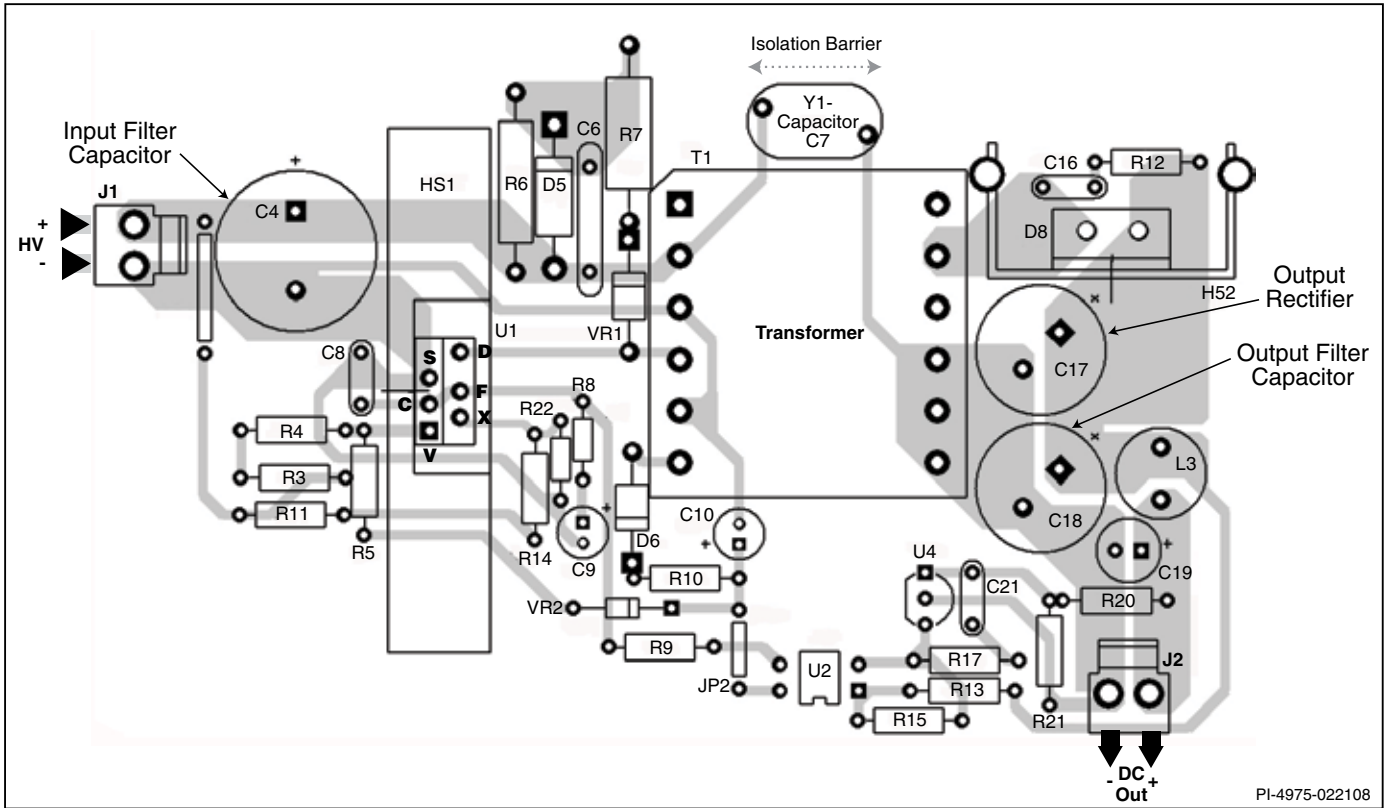 Isolation Barrier
Y1-
Capacitor
C7
Input Filter
Capacitor
J1
+
HV
-
+
C4
HS1
R6
D5
C6
R7
T1
C16
R12
D8
H52
Output
Rectifier
Transformer
VR1
U1
C8
S
D
C
F
X
V
R8
R22
C17
Output Filter
Capacitor
R4
R3
R11
R5
R14
+
C9
D6
C10
+
C18
L3
+
C19
VR2
R10
U4
C21
R20
R9
JP2
U2
R17
R13
R15
R21
J2
- DC +
Out
PI-4975-022108